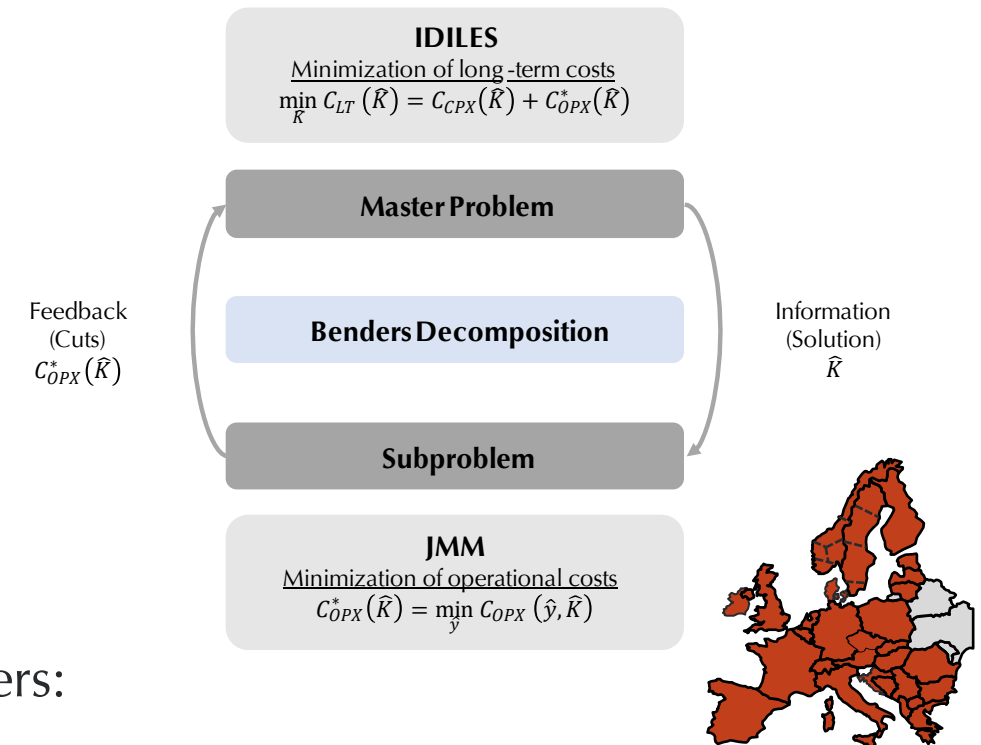 IDILES
Minimization of long-term costs
min_K̂ C_LT (K̂) = C_CPX(K̂) + C*_OPX(K̂)
Master Problem
Feedback
(Cuts)
C*_OPX(K̂)
Benders Decomposition
Information
(Solution)
K̂
Subproblem
JMM
Minimization of operational costs
C*_OPX(K̂) = min_ŷ C_OPX (ŷ, K̂)
ers: